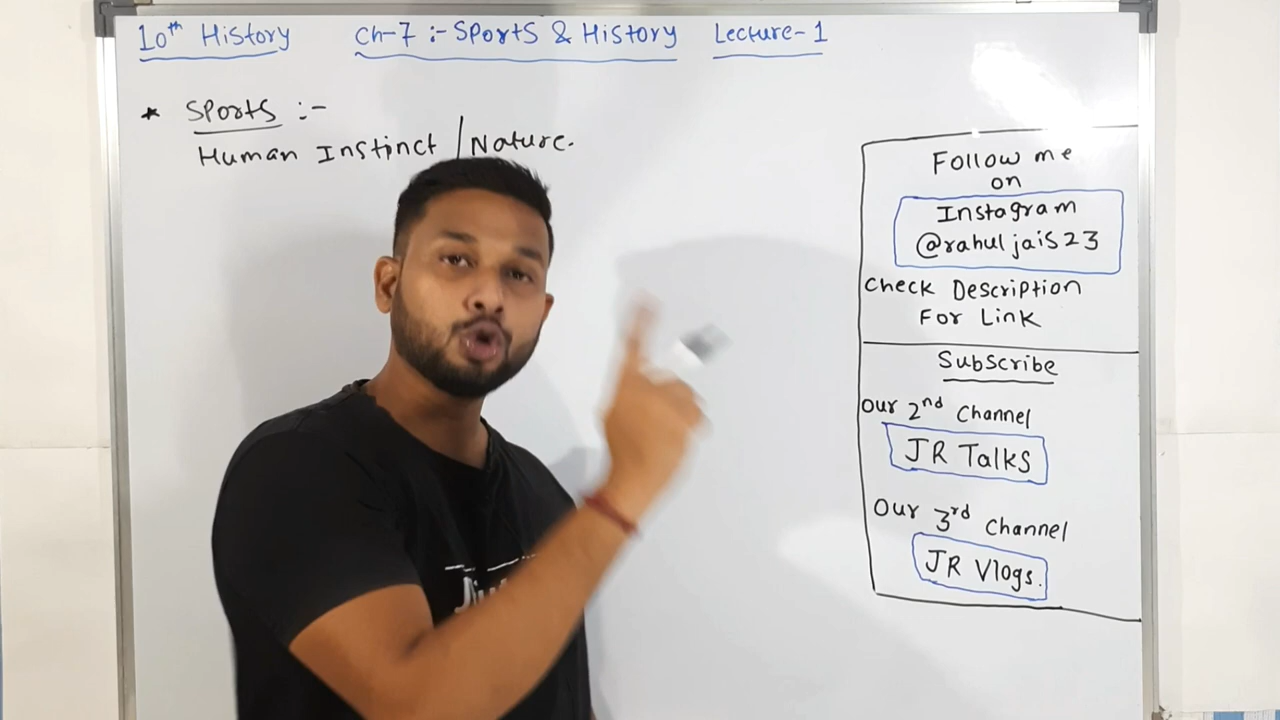 10th History Ch-7 :- Sports & History Lecture-1
* Sports :-
Human Instinct / Nature.
Follow me
on
Instagram
@rahuljais23
Check Description
For Link
Subscribe
Our 2nd Channel
JR Talks
Our 3rd Channel
JR Vlogs.